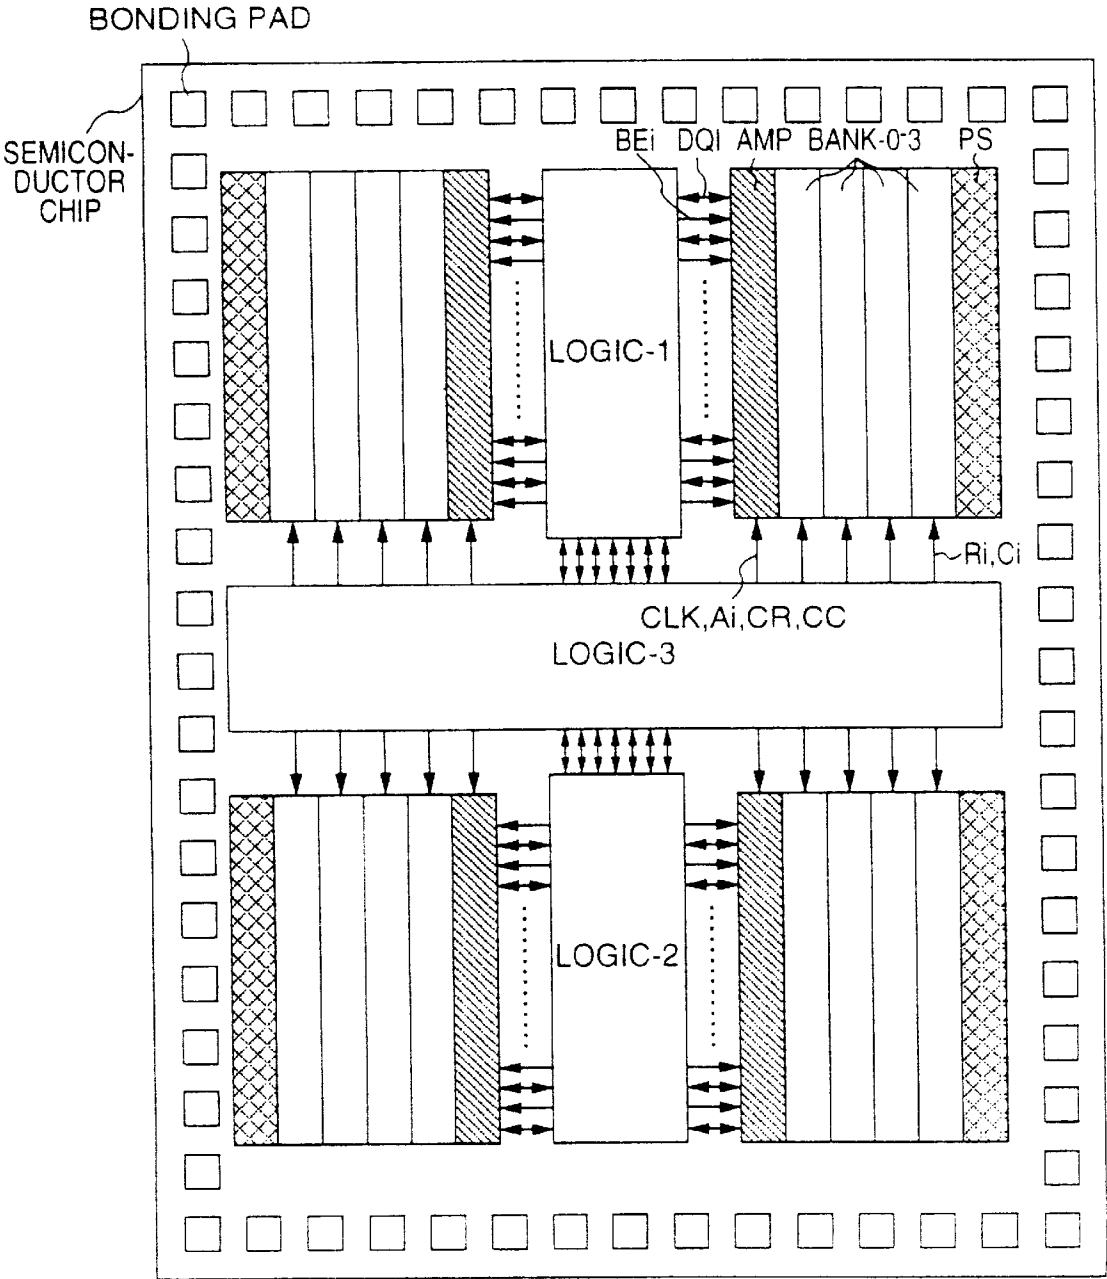 BONDING PAD
SEMICON-
DUCTOR
CHIP
BEi DQI AMP BANK-0-3 PS
LOGIC-1
Ri,Ci
CLK,Ai,CR,CC
LOGIC-3
LOGIC-2